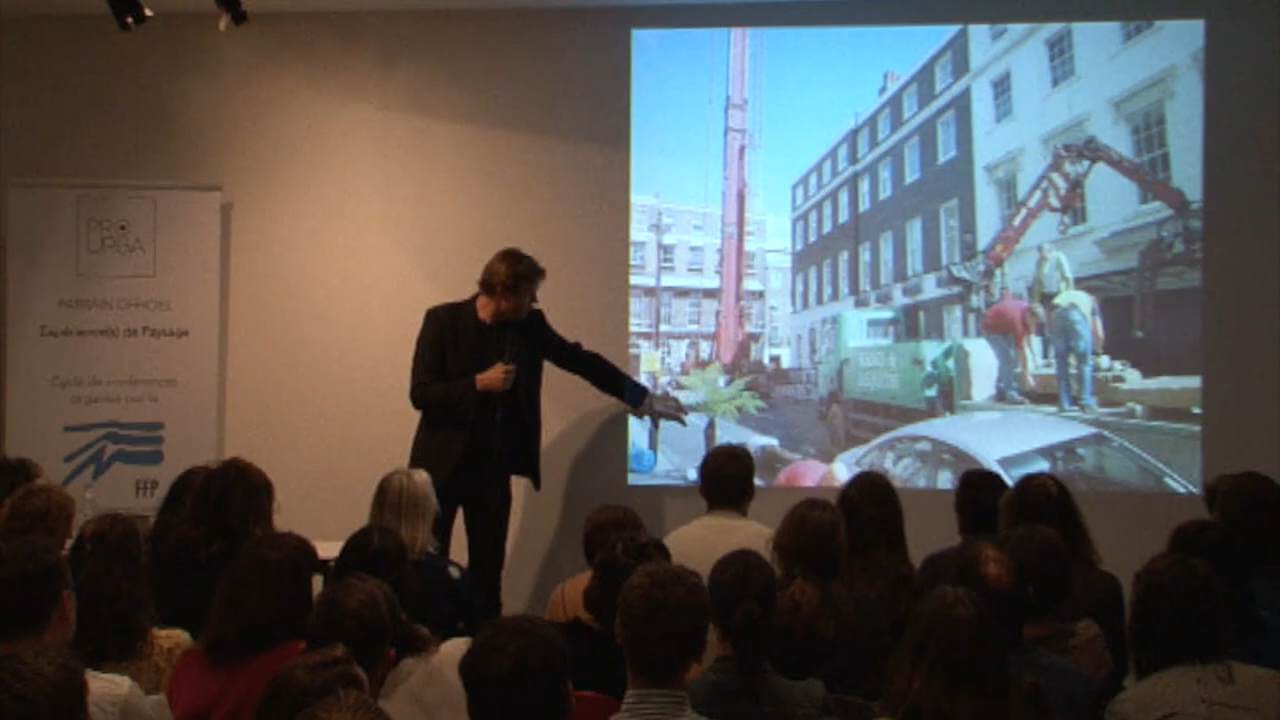 PRO
URBA
PARRAIN OFFICIEL
Expérience(s) de Paysage
Cycle de conférences
organisé par la
FFP